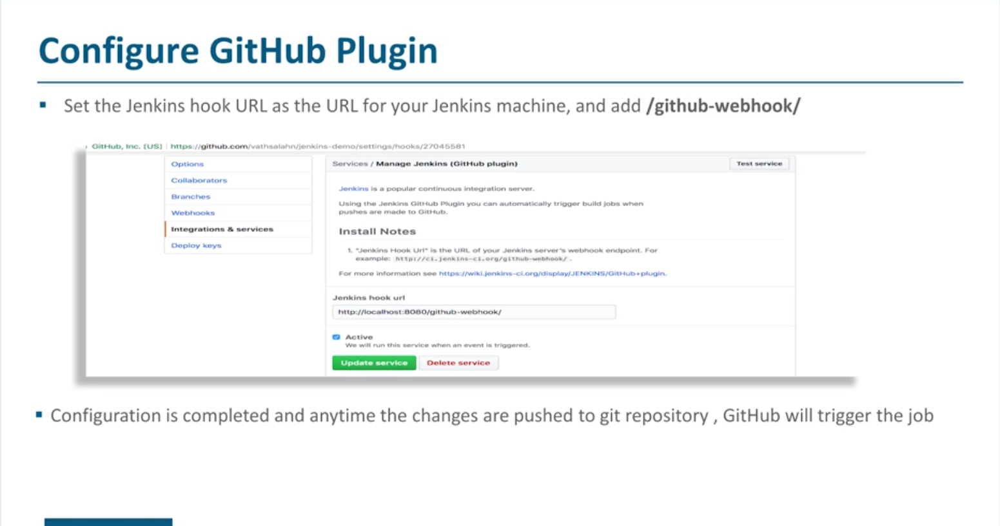 Configure GitHub Plugin
Set the Jenkins hook URL as the URL for your Jenkins machine, and add /github-webhook/
GitHub, Inc. [US] https://github.com/vathsalahn/jenkins-demo/settings/hooks/27045581
Options
Collaborators
Branches
Webhooks
Integrations & services
Deploy keys
Services / Manage Jenkins (GitHub plugin)
Test service
Jenkins is a popular continuous integration server.
Using the Jenkins GitHub Plugin you can automatically trigger build jobs when
pushes are made to GitHub.
Install Notes
1. "Jenkins Hook Url" is the URL of your Jenkins server's webhook endpoint. For
example: http://ci.jenkins-ci.org/github-webhook/ .
For more information see https://wiki.jenkins-ci.org/display/JENKINS/GitHub+plugin.
Jenkins hook url
http://localhost:8080/github-webhook/
Active
We will run this service when an event is triggered.
Update service
Delete service
Configuration is completed and anytime the changes are pushed to git repository , GitHub will trigger the job